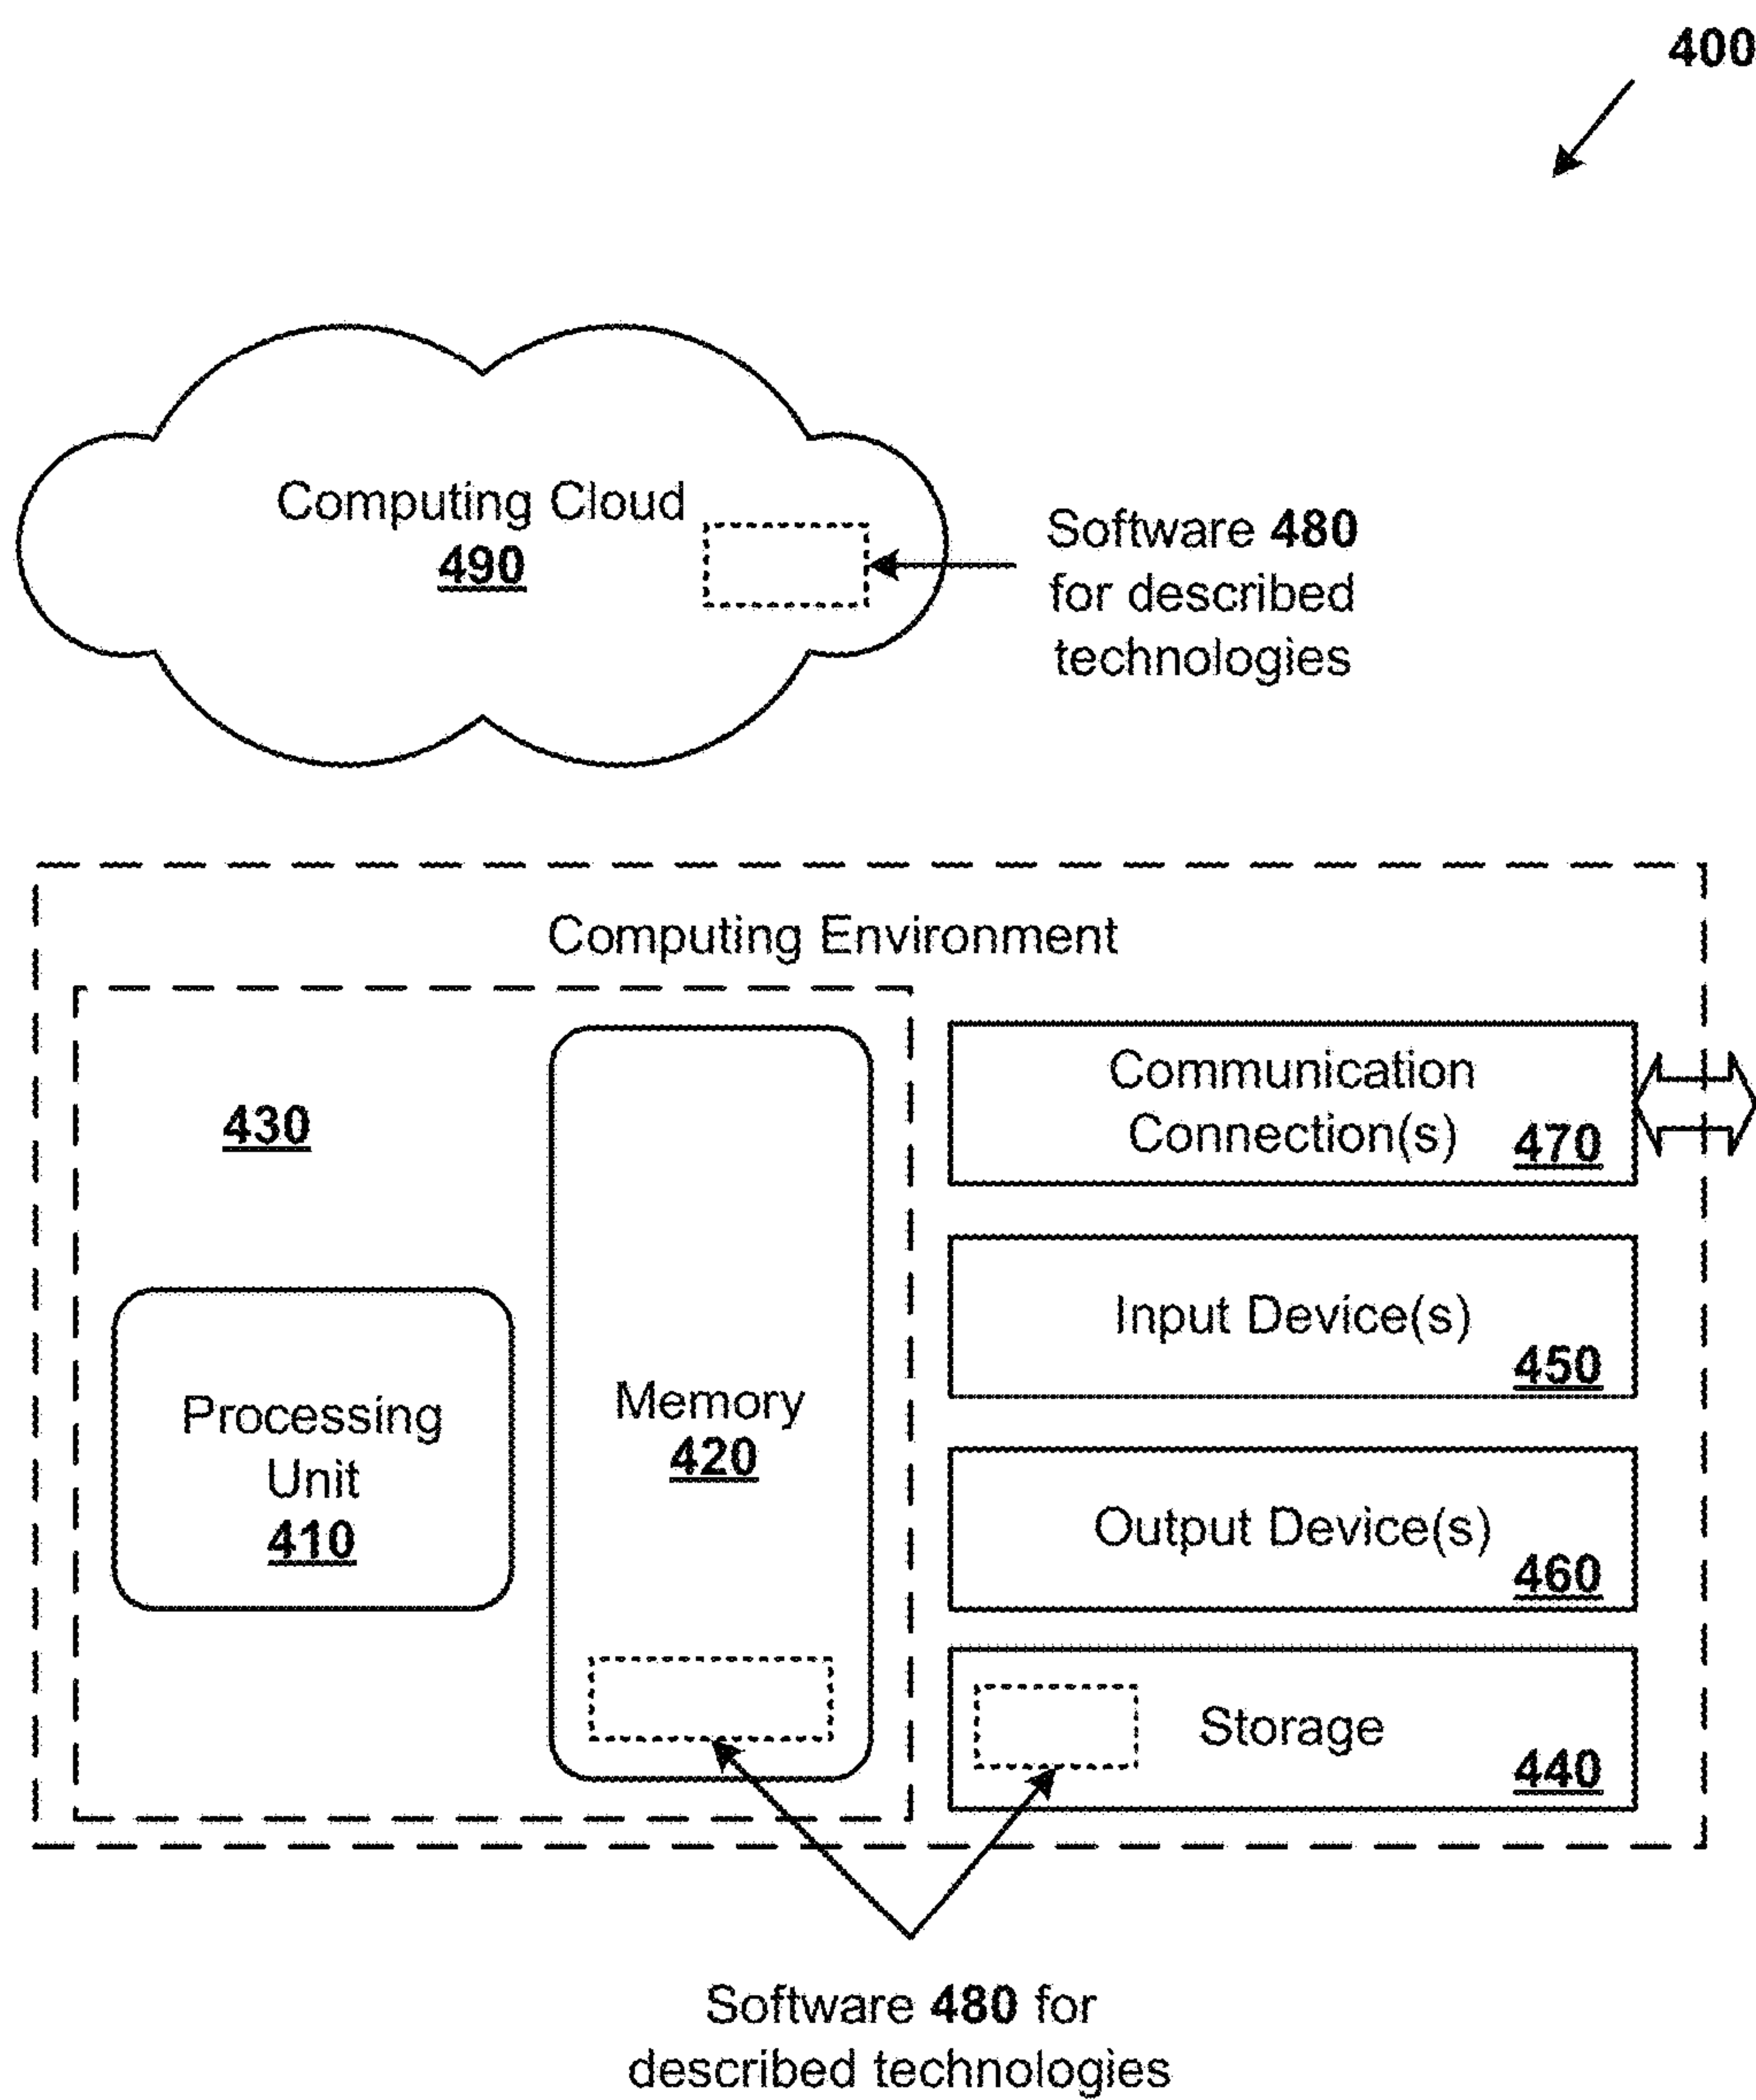 400
Computing Cloud
490
Software 480
for described
technologies
Computing Environment
430
Processing
Unit
410
Memory
420
Communication
Connection(s)
470
Input Device(s)
450
Output Device(s)
460
Storage
440
Software 480 for
described technologies